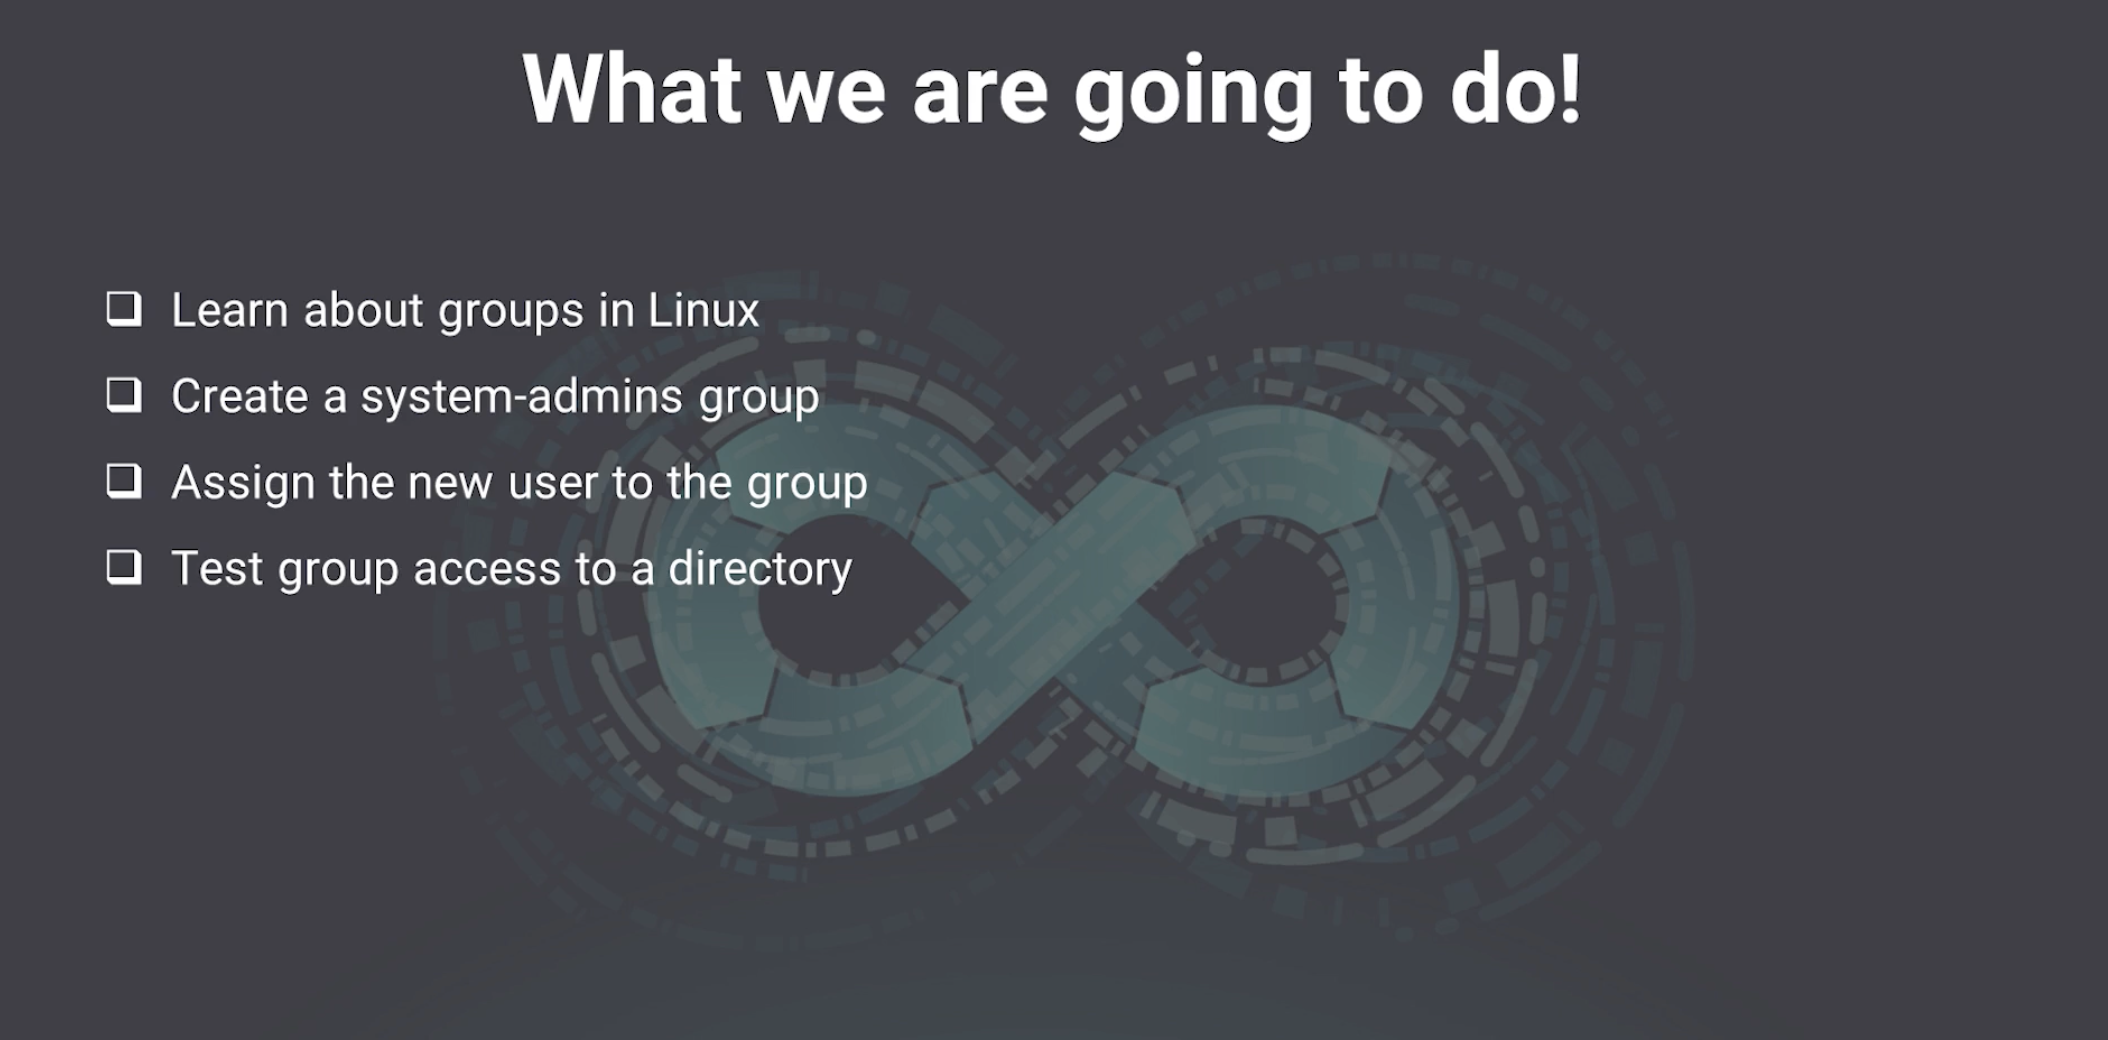 What we are going to do!
❏ Learn about groups in Linux
❏ Create a system-admins group
❏ Assign the new user to the group
❏ Test group access to a directory